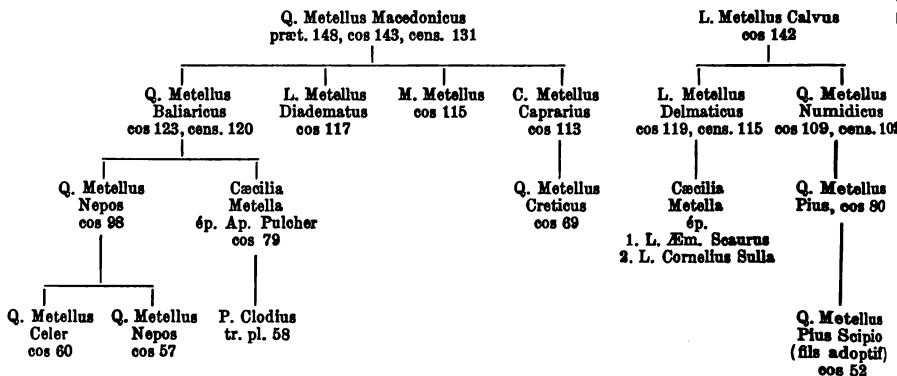 Q. Metellus Macedonicus
præt. 148, cos 143, cens. 131
L. Metellus Calvus
cos 142
Q. Metellus
Baliaricus
cos 123, cens. 120
L. Metellus
Diadematus
cos 117
M. Metellus
cos 115
C. Metellus
Caprarius
cos 113
L. Metellus
Delmaticus
cos 119, cens. 115
Q. Metellus
Numidicus
cos 109, cens.
Q. Metellus
Nepos
cos 98
Cæcilia
Metella
ép. Ap. Pulcher
cos 79
Q. Metellus
Creticus
cos 69
Cæcilia
Metella
ép.
1. L. Æm. Scaurus
2. L. Cornelius Sulla
Q. Metellus
Pius, cos 80
Q. Metellus
Celer
cos 60
Q. Metellus
Nepos
cos 57
P. Clodius
tr. pl. 58
Q. Metellus
Pius Scipio
(fils adoptif)
cos 52